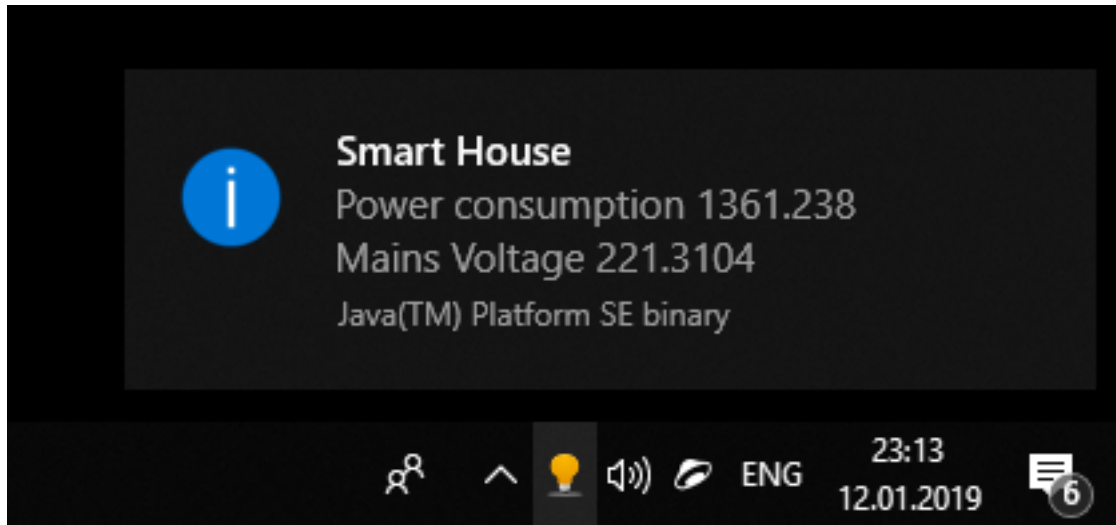 Smart House
Power consumption 1361.238
Mains Voltage 221.3104
Java(TM) Platform SE binary
ENG
23:13
12.01.2019
6